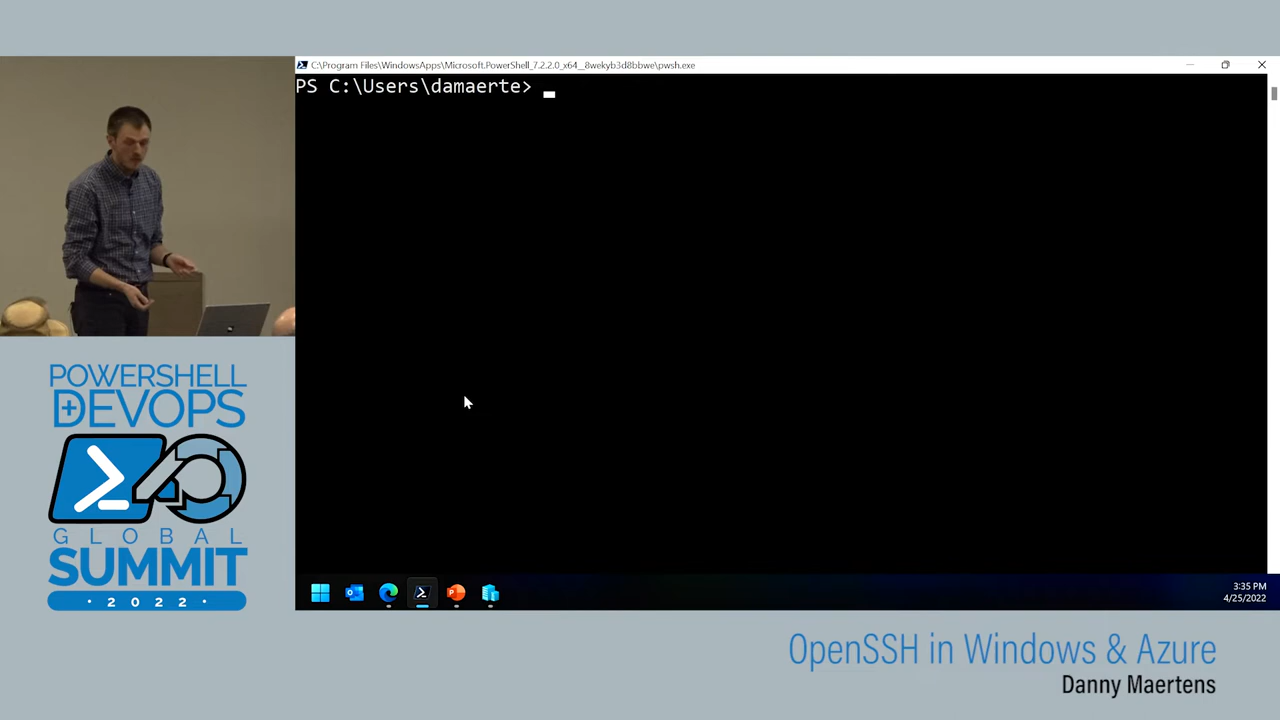 C:\Program Files\WindowsApps\Microsoft.PowerShell_7.2.2.0_x64__8wekyb3d8bbwe\pwsh.exe
PS C:\Users\damaerte>
POWERSHELL
DEVOPS
GLOBAL
SUMMIT
· 2022 ·
3:35 PM
4/25/2022
OpenSSH in Windows & Azure
Danny Maertens